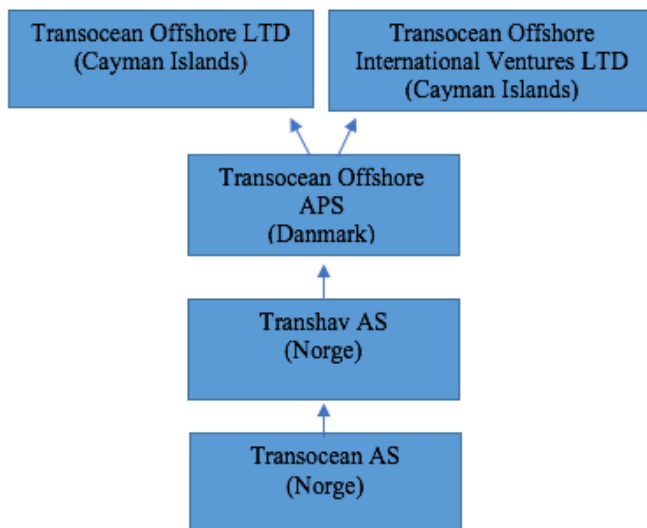 Transocean Offshore LTD
(Cayman Islands)
Transocean Offshore
International Ventures LTD
(Cayman Islands)
Transocean Offshore
APS
(Danmark)
Transhav AS
(Norge)
Transocean AS
(Norge)